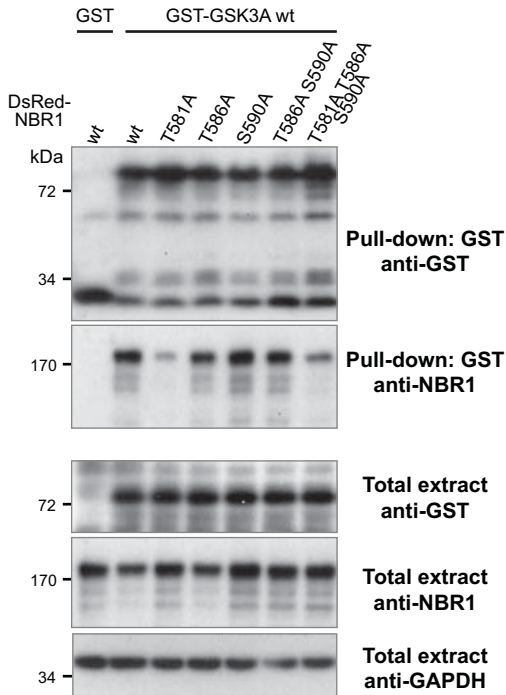 GST GST-GSK3A wt
DsRed-
NBR1
wt
wt
T581A
T586A
S590A
T586A S590A
T581A T586A
S590A
kDa
72
34
Pull-down: GST
anti-GST
170
Pull-down: GST
anti-NBR1
72
Total extract
anti-GST
170
Total extract
anti-NBR1
34
Total extract
anti-GAPDH